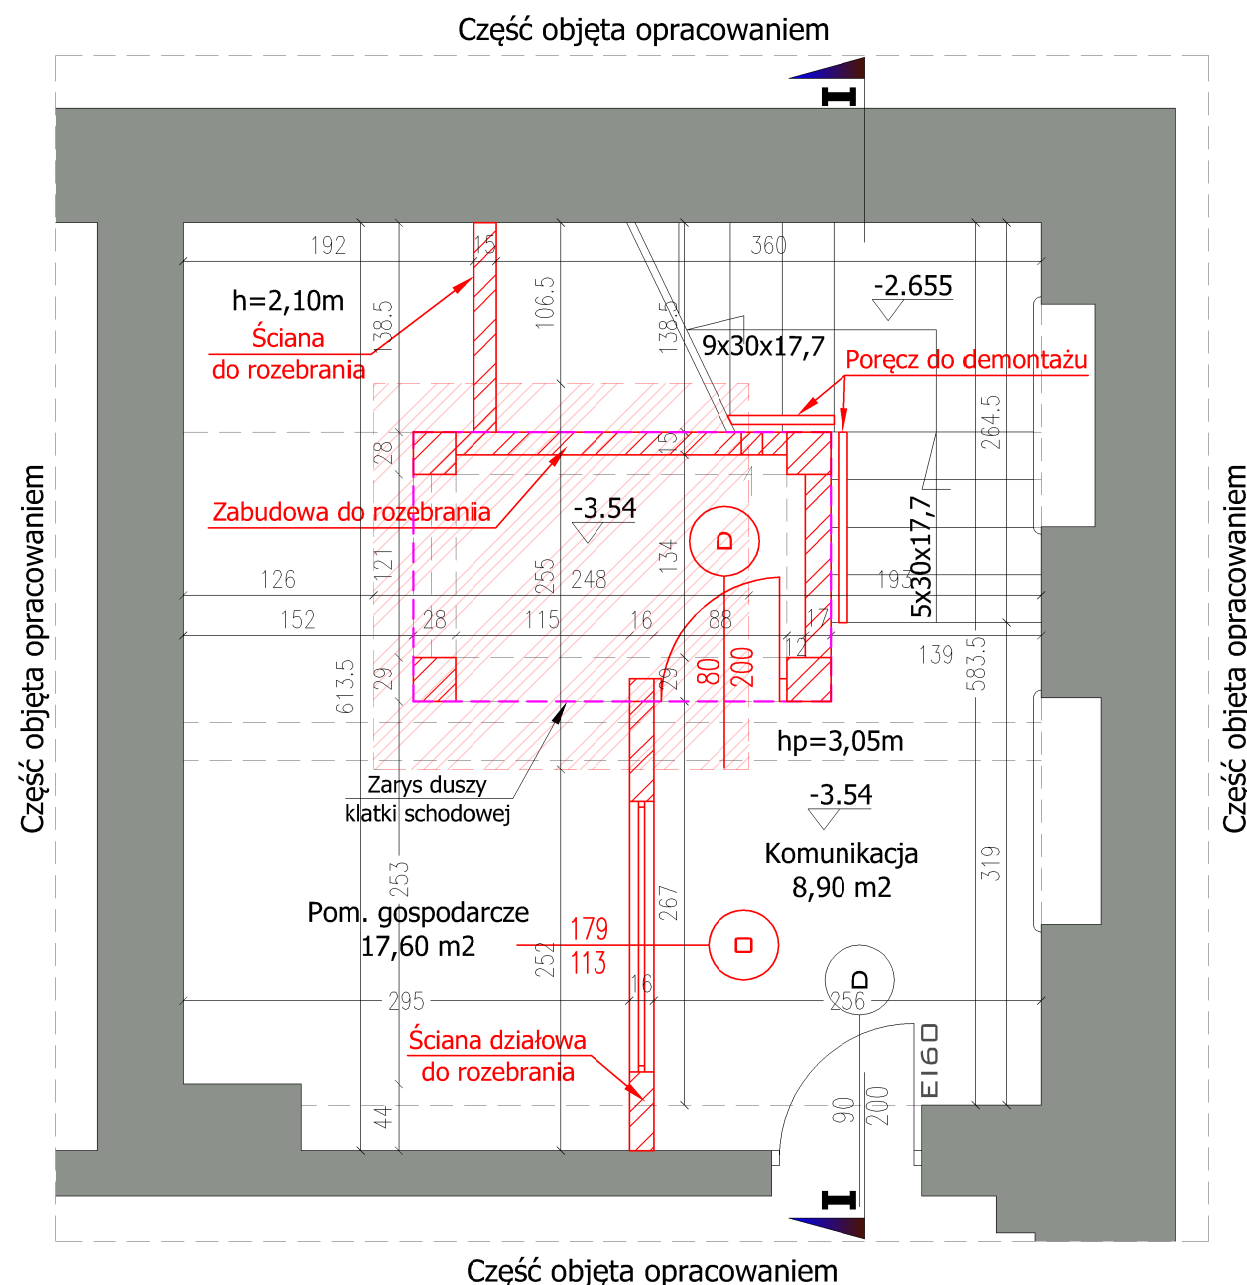 Część objęta opracowaniem
I
192
15
360
-2.655
h=2,10m
Ściana
do rozebrania
138.5
106.5
138.5
9x30x17,7
Poręcz do demontażu
264.5
28
15
Zabudowa do rozebrania
-3.54
D
Część objęta opracowaniem
Część objęta opracowaniem
121
134
255
126
248
193
5x30x17,7
152
28
115
16
88
17
12
139
613.5
29
29
80
200
583.5
hp=3,05m
Zarys duszy
klatki schodowej
-3.54
Komunikacja
8,90 m2
319
253
267
Pom. gospodarcze
17,60 m2
179
113
252
D
16
295
256
Ściana działowa
do rozebrania
EI60
90
200
44
I
Część objęta opracowaniem